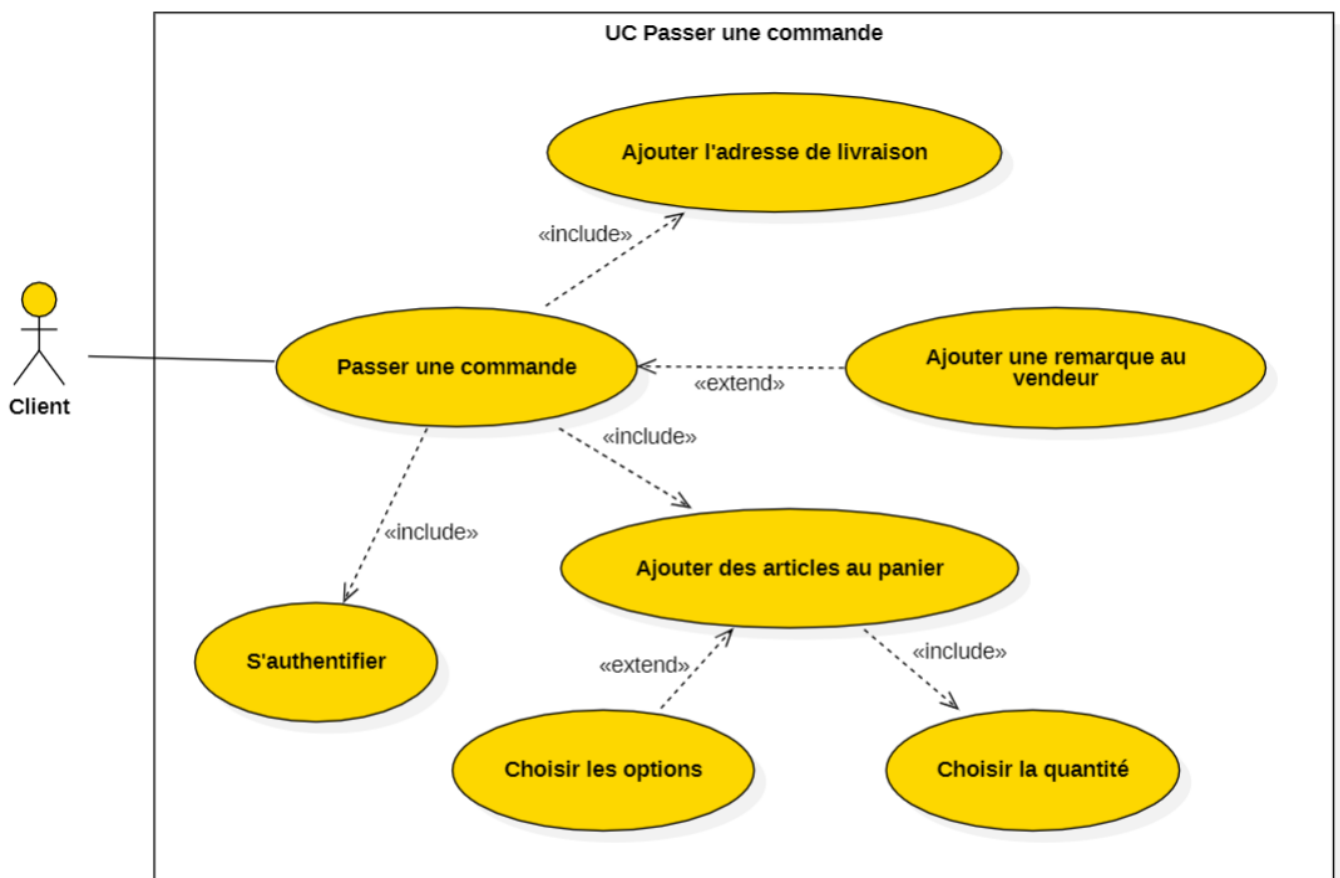 UC Passer une commande
Ajouter l'adresse de livraison
«include»
Passer une commande
Ajouter une remarque au
vendeur
«extend»
Client
«include»
«include»
Ajouter des articles au panier
S'authentifier
«extend»
«include»
Choisir les options
Choisir la quantité